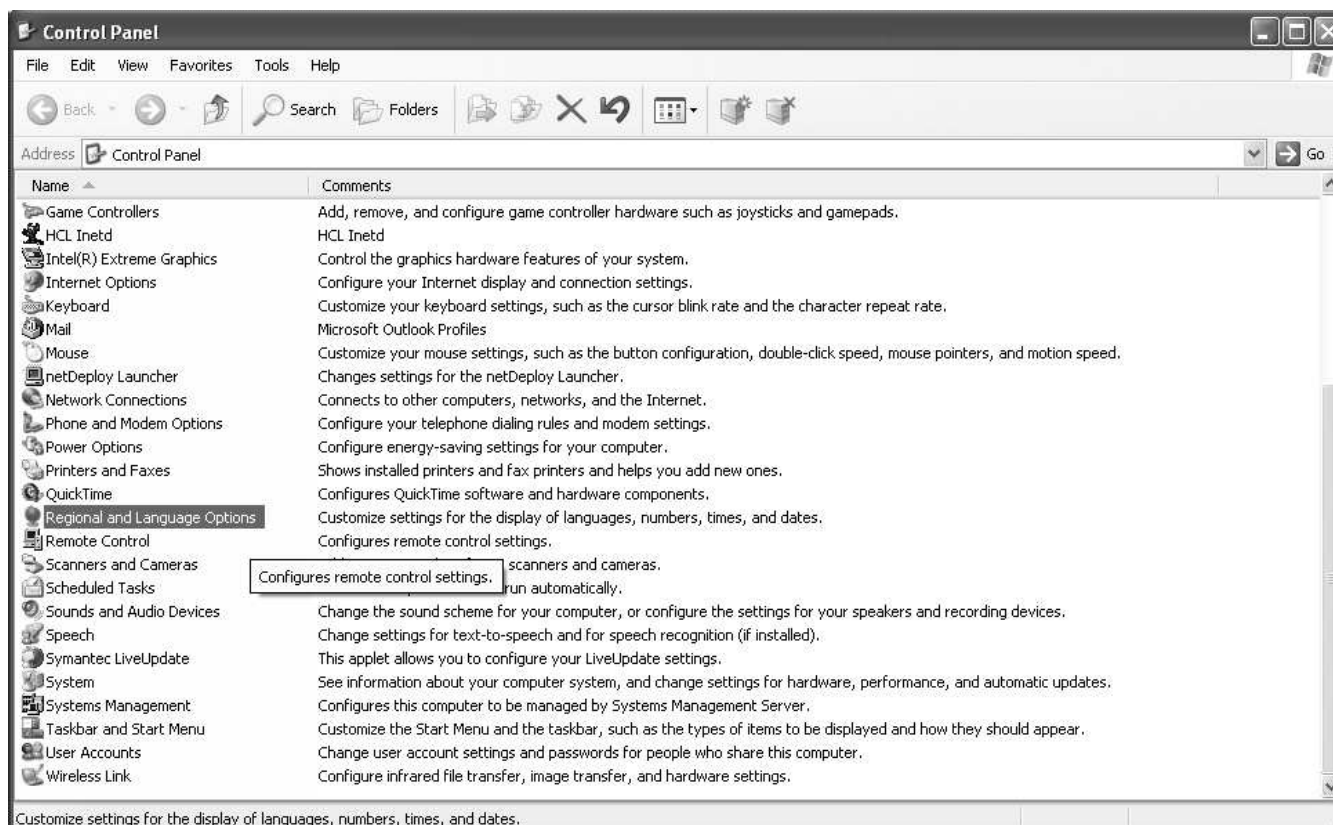 Control Panel
File Edit View Favorites Tools Help
Back Search Folders
Address Control Panel Go
Name Comments
Game Controllers Add, remove, and configure game controller hardware such as joysticks and gamepads.
HCL Inetd HCL Inetd
Intel(R) Extreme Graphics Control the graphics hardware features of your system.
Internet Options Configure your Internet display and connection settings.
Keyboard Customize your keyboard settings, such as the cursor blink rate and the character repeat rate.
Mail Microsoft Outlook Profiles
Mouse Customize your mouse settings, such as the button configuration, double-click speed, mouse pointers, and motion speed.
netDeploy Launcher Changes settings for the netDeploy Launcher.
Network Connections Connects to other computers, networks, and the Internet.
Phone and Modem Options Configure your telephone dialing rules and modem settings.
Power Options Configure energy-saving settings for your computer.
Printers and Faxes Shows installed printers and fax printers and helps you add new ones.
QuickTime Configures QuickTime software and hardware components.
Regional and Language Options Customize settings for the display of languages, numbers, times, and dates.
Remote Control Configures remote control settings.
Scanners and Cameras scanners and cameras.
Configures remote control settings.
Scheduled Tasks run automatically.
Sounds and Audio Devices Change the sound scheme for your computer, or configure the settings for your speakers and recording devices.
Speech Change settings for text-to-speech and for speech recognition (if installed).
Symantec LiveUpdate This applet allows you to configure your LiveUpdate settings.
System See information about your computer system, and change settings for hardware, performance, and automatic updates.
Systems Management Configures this computer to be managed by Systems Management Server.
Taskbar and Start Menu Customize the Start Menu and the taskbar, such as the types of items to be displayed and how they should appear.
User Accounts Change user account settings and passwords for people who share this computer.
Wireless Link Configure infrared file transfer, image transfer, and hardware settings.
Customize settings for the display of languages, numbers, times, and dates.